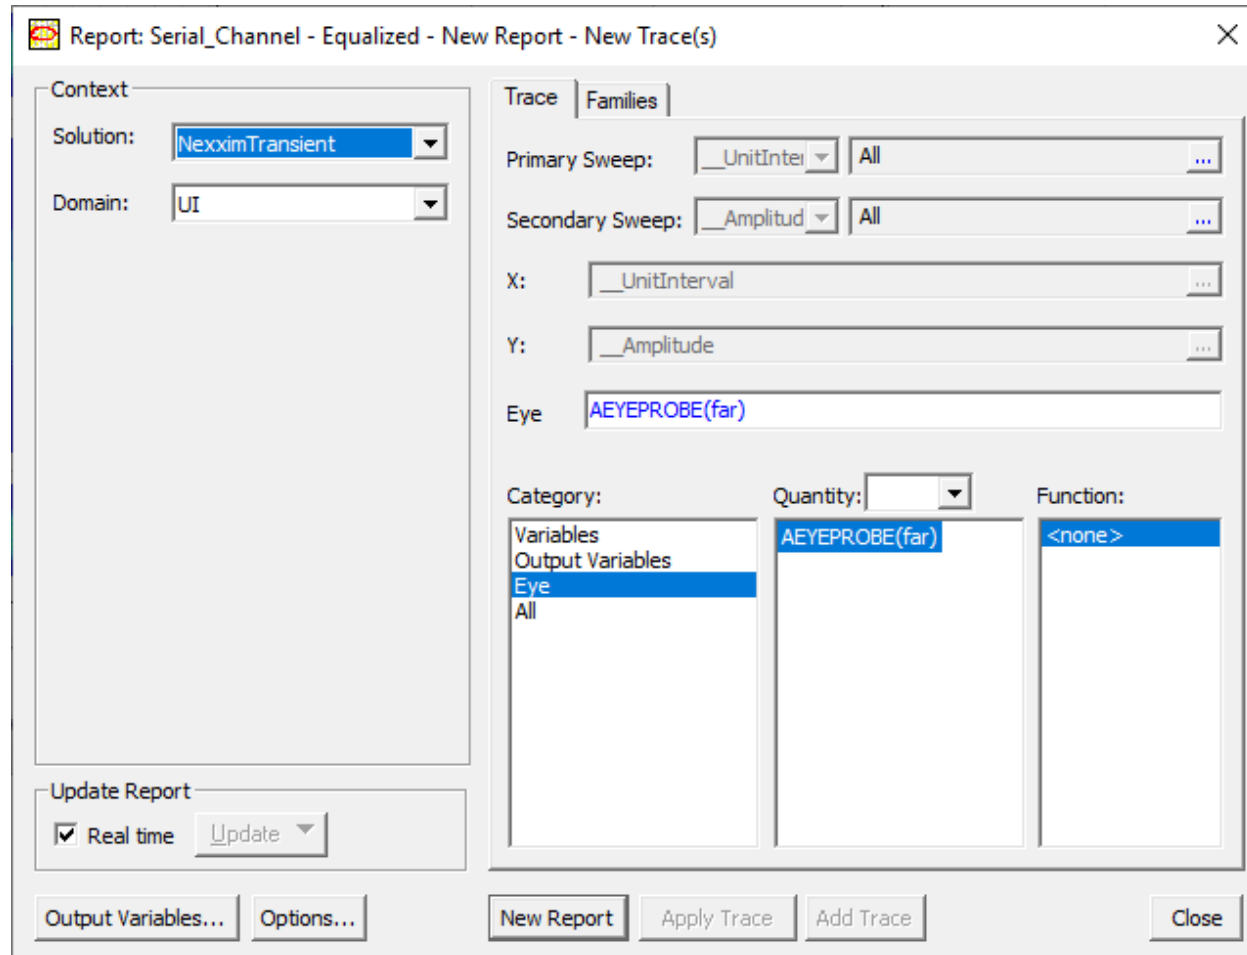 Report: Serial_Channel - Equalized - New Report - New Trace(s)
Context
Solution: NexximTransient
Domain: UI
Update Report
Real time Update
Output Variables... Options...
Trace Families
Primary Sweep: __UnitInter All ...
Secondary Sweep: __Amplitud All ...
X: __UnitInterval ...
Y: __Amplitude ...
Eye AEYEPROBE(far)
Category: Quantity: Function:
Variables AEYEPROBE(far) <none>
Output Variables
Eye
All
New Report Apply Trace Add Trace Close